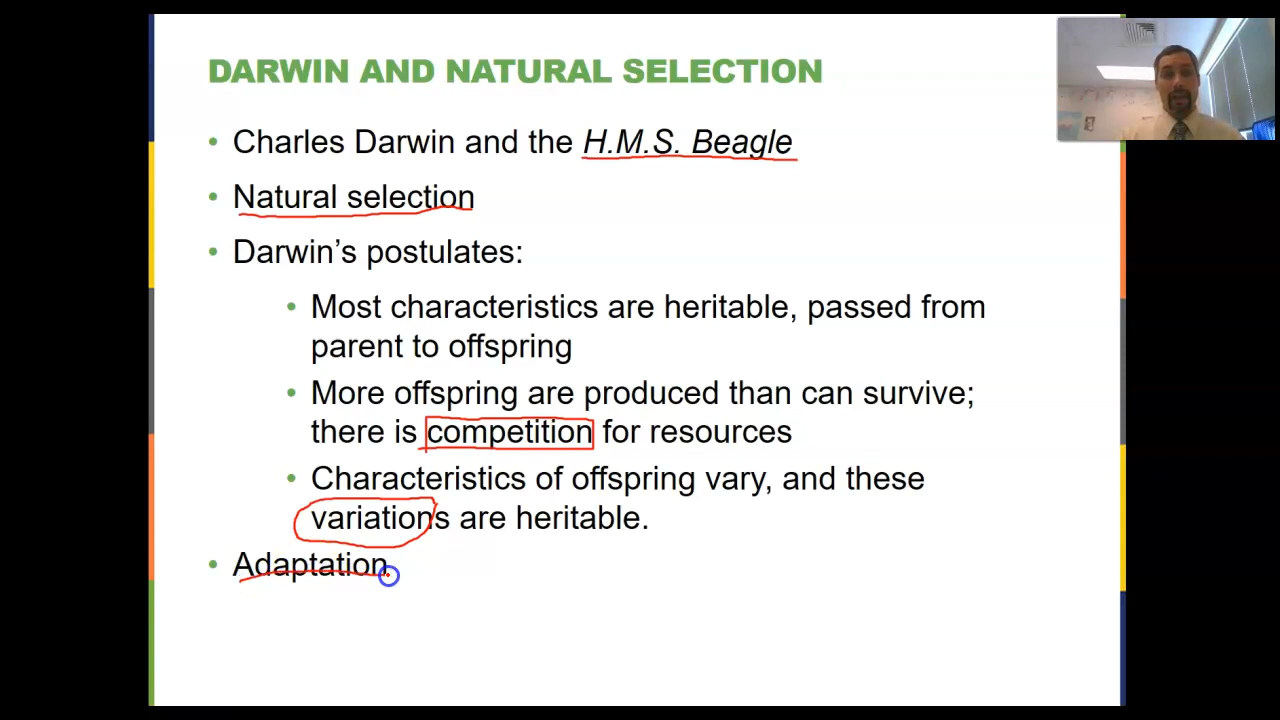 DARWIN AND NATURAL SELECTION
• Charles Darwin and the H.M.S. Beagle
• Natural selection
• Darwin’s postulates:
• Most characteristics are heritable, passed from
parent to offspring
• More offspring are produced than can survive;
there is competition for resources
• Characteristics of offspring vary, and these
variations are heritable.
• Adaptation